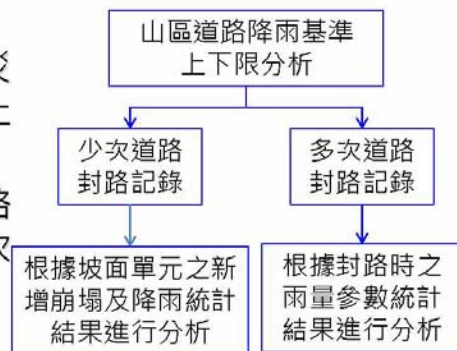 山區道路降雨基準
上下限分析
少次道路
封路記錄
多次道路
封路記錄
根據坡面單元之新
增崩塌及降雨統計
結果進行分析
根據封路時之
雨量參數統計
結果進行分析